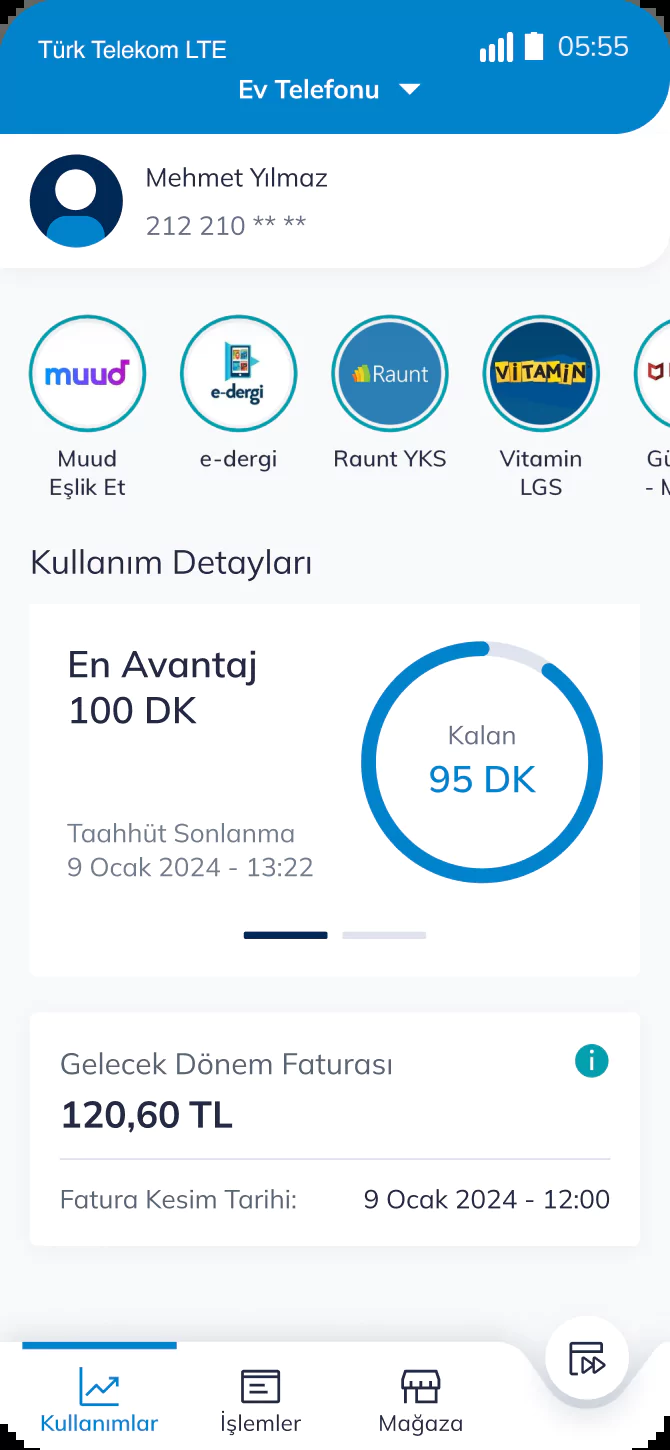 Türk Telekom LTE
05:55
Ev Telefonu
Mehmet Yılmaz
212 210 ** **
muud
e-dergi
Raunt
VİTAMİN
Muud
Eşlik Et
e-dergi
Raunt YKS
Vitamin
LGS
Gü
- M
Kullanım Detayları
En Avantaj
100 DK
Kalan
95 DK
Taahhüt Sonlanma
9 Ocak 2024 - 13:22
Gelecek Dönem Faturası
i
120,60 TL
Fatura Kesim Tarihi: 9 Ocak 2024 - 12:00
Kullanımlar
İşlemler
Mağaza